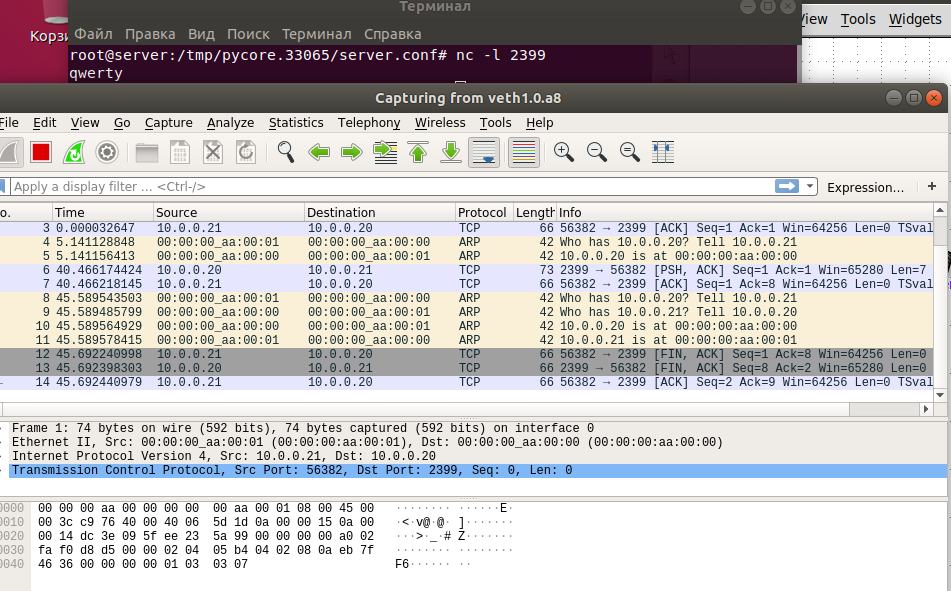 Терминал
Корзи
Файл Правка Вид Поиск Терминал Справка
View Tools Widgets
root@server:/tmp/pycore.33065/server.conf# nc -l 2399
qwerty
Capturing from veth1.0.a8
File Edit View Go Capture Analyze Statistics Telephony Wireless Tools Help
Apply a display filter ... <Ctrl-/> Expression... +
o. Time Source Destination Protocol Length Info
3 0.000032647 10.0.0.21 10.0.0.20 TCP 66 56382 → 2399 [ACK] Seq=1 Ack=1 Win=64256 Len=0 TSval
4 5.141128848 00:00:00_aa:00:01 00:00:00_aa:00:00 ARP 42 Who has 10.0.0.20? Tell 10.0.0.21
5 5.141156413 00:00:00_aa:00:00 00:00:00_aa:00:01 ARP 42 10.0.0.20 is at 00:00:00:aa:00:00
6 40.466174424 10.0.0.20 10.0.0.21 TCP 73 2399 → 56382 [PSH, ACK] Seq=1 Ack=1 Win=65280 Len=7
7 40.466218145 10.0.0.21 10.0.0.20 TCP 66 56382 → 2399 [ACK] Seq=1 Ack=8 Win=64256 Len=0 TSval
8 45.589543503 00:00:00_aa:00:01 00:00:00_aa:00:00 ARP 42 Who has 10.0.0.20? Tell 10.0.0.21
9 45.589485799 00:00:00_aa:00:00 00:00:00_aa:00:01 ARP 42 Who has 10.0.0.21? Tell 10.0.0.20
10 45.589564929 00:00:00_aa:00:00 00:00:00_aa:00:01 ARP 42 10.0.0.20 is at 00:00:00:aa:00:00
11 45.589578415 00:00:00_aa:00:01 00:00:00_aa:00:00 ARP 42 10.0.0.21 is at 00:00:00:aa:00:01
12 45.692240998 10.0.0.21 10.0.0.20 TCP 66 56382 → 2399 [FIN, ACK] Seq=1 Ack=8 Win=64256 Len=0
13 45.692398303 10.0.0.20 10.0.0.21 TCP 66 2399 → 56382 [FIN, ACK] Seq=8 Ack=2 Win=65280 Len=0
14 45.692440979 10.0.0.21 10.0.0.20 TCP 66 56382 → 2399 [ACK] Seq=2 Ack=9 Win=64256 Len=0 TSval
Frame 1: 74 bytes on wire (592 bits), 74 bytes captured (592 bits) on interface 0
Ethernet II, Src: 00:00:00_aa:00:01 (00:00:00:aa:00:01), Dst: 00:00:00_aa:00:00 (00:00:00:aa:00:00)
Internet Protocol Version 4, Src: 10.0.0.21, Dst: 10.0.0.20
Transmission Control Protocol, Src Port: 56382, Dst Port: 2399, Seq: 0, Len: 0
0000 00 00 00 aa 00 00 00 00 00 aa 00 01 08 00 45 00 ········ ······E·
0010 00 3c c9 76 40 00 40 06 5d 1d 0a 00 00 15 0a 00 ·<·v@·@· ]·······
0020 00 14 dc 3e 09 5f ee 23 5a 99 00 00 00 00 a0 02 ···>·_·# Z·······
0030 fa f0 d8 d5 00 00 02 04 05 b4 04 02 08 0a eb 7f ········ ········
0040 46 36 00 00 00 00 01 03 03 07 F6······ ··